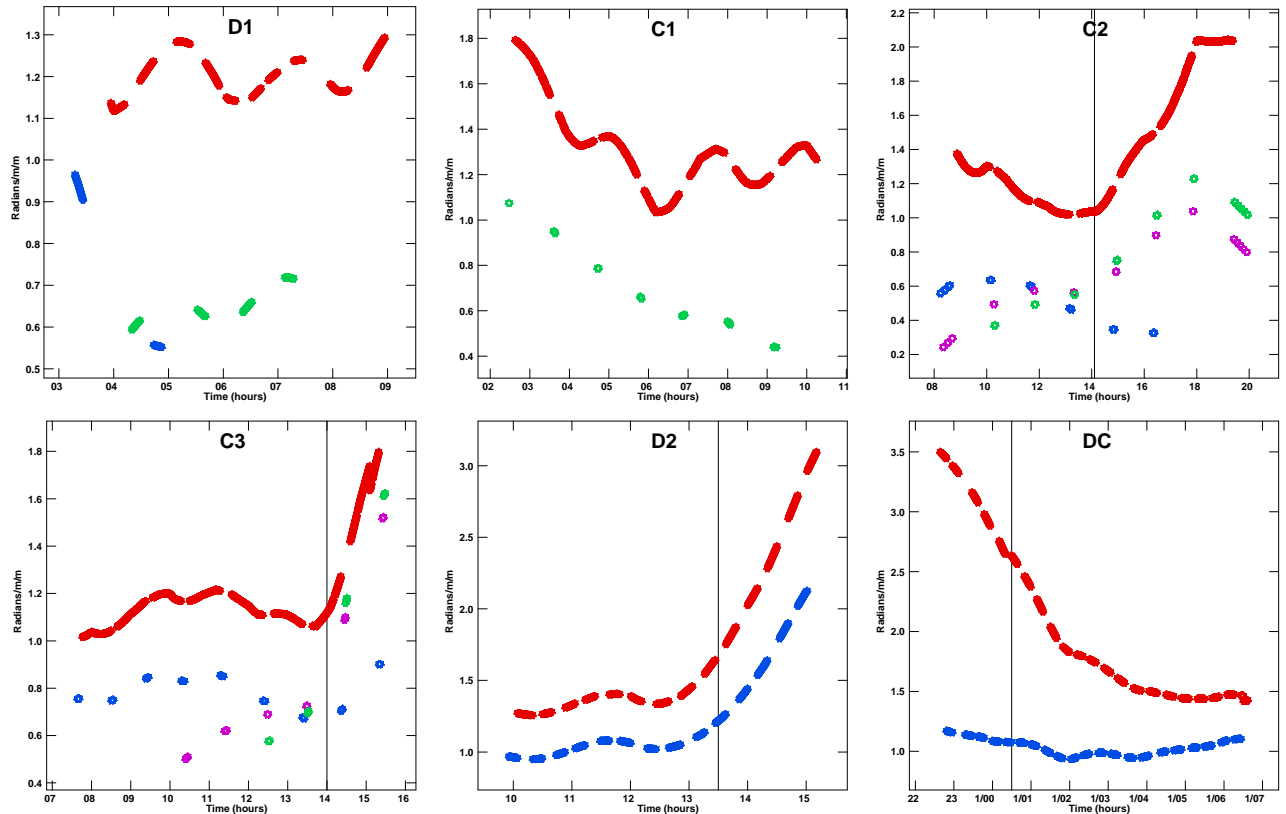 D1
1.3
1.2
1.1
1.0
0.9
0.8
0.7
0.6
0.5
Radians/m/m
03 04 05 06 07 08 09
Time (hours)
C1
1.8
1.6
1.4
1.2
1.0
0.8
0.6
0.4
Radians/m/m
02 03 04 05 06 07 08 09 10 11
Time (hours)
C2
2.2
2.0
1.8
1.6
1.4
1.2
1.0
0.8
0.6
0.4
0.2
Radians/m/m
08 10 12 14 16 18 20
Time (hours)
C3
1.8
1.6
1.4
1.2
1.0
0.8
0.6
0.4
Radians/m/m
07 08 09 10 11 12 13 14 15 16
Time (hours)
D2
3.0
2.5
2.0
1.5
1.0
Radians/m/m
10 11 12 13 14 15
Time (hours)
DC
3.5
3.0
2.5
2.0
1.5
1.0
Radians/m/m
22 23 1/00 1/01 1/02 1/03 1/04 1/05 1/06 1/07
Time (hours)